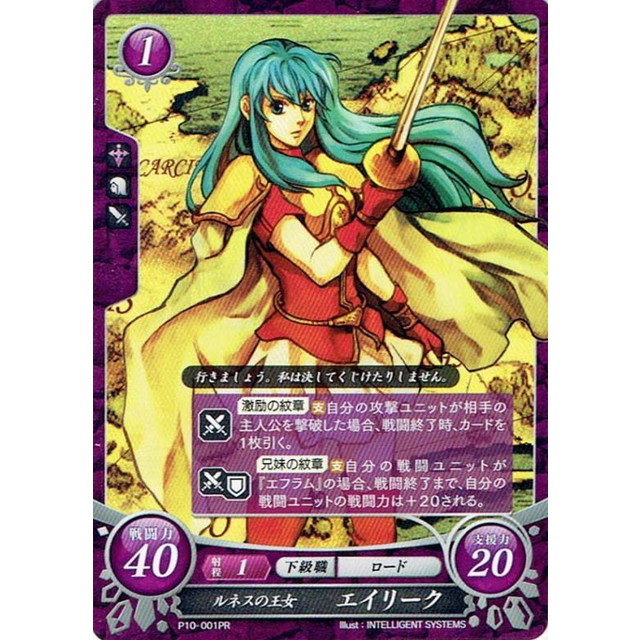 1
CARCI
行きましょう。私は決してくじけたりしません。
激励の紋章 支 自分の攻撃ユニットが相手の
主人公を撃破した場合、戦闘終了時、カードを
1枚引く。
兄妹の紋章 支 自分の戦闘ユニットが
『エフラム』の場合、戦闘終了まで、自分の
戦闘ユニットの戦闘力は+20される。
戦闘力
40
射程 1 下級職 ロード
支援力
20
ルネスの王女 エイリーク
P10-001PR
Illust : INTELLIGENT SYSTEMS